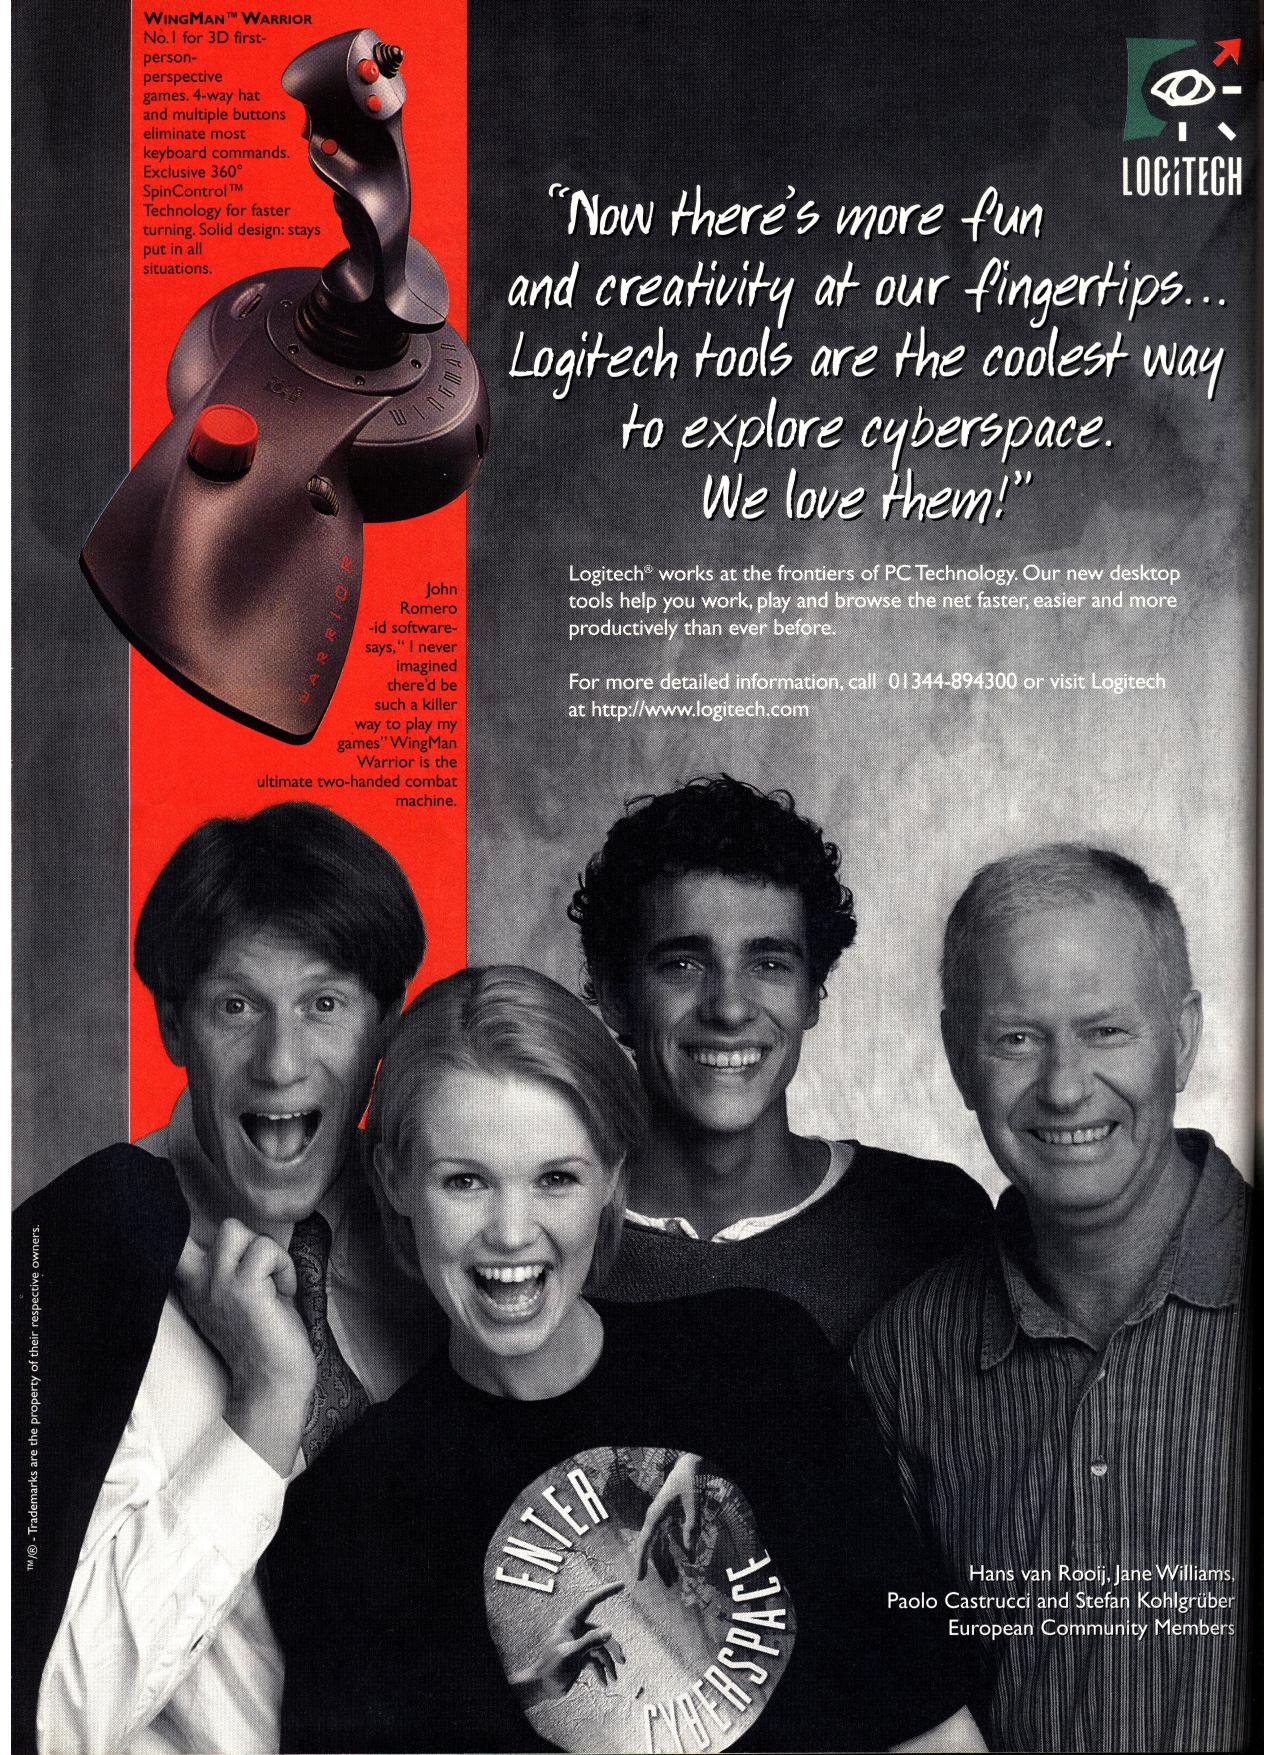 WINGMAN™ WARRIOR
No.1 for 3D first-
person-
perspective
games. 4-way hat
and multiple buttons
eliminate most
keyboard commands.
Exclusive 360°
SpinControl™
Technology for faster
turning. Solid design: stays
put in all
situations.
LOGiTECH
“Now there's more fun
and creativity at our fingertips...
Logitech tools are the coolest way
to explore cyberspace.
We love them!”
WINGMAN
WARRIOR
Logitech® works at the frontiers of PC Technology. Our new desktop
tools help you work, play and browse the net faster, easier and more
productively than ever before.
For more detailed information, call 01344-894300 or visit Logitech
at http://www.logitech.com
John
Romero
-id software-
says, “ I never
imagined
there'd be
such a killer
way to play my
games” WingMan
Warrior is the
ultimate two-handed combat
machine.
™/® - Trademarks are the property of their respective owners.
ENTER
CYBERSPACE
Hans van Rooij, Jane Williams,
Paolo Castrucci and Stefan Kohlgrüber
European Community Members